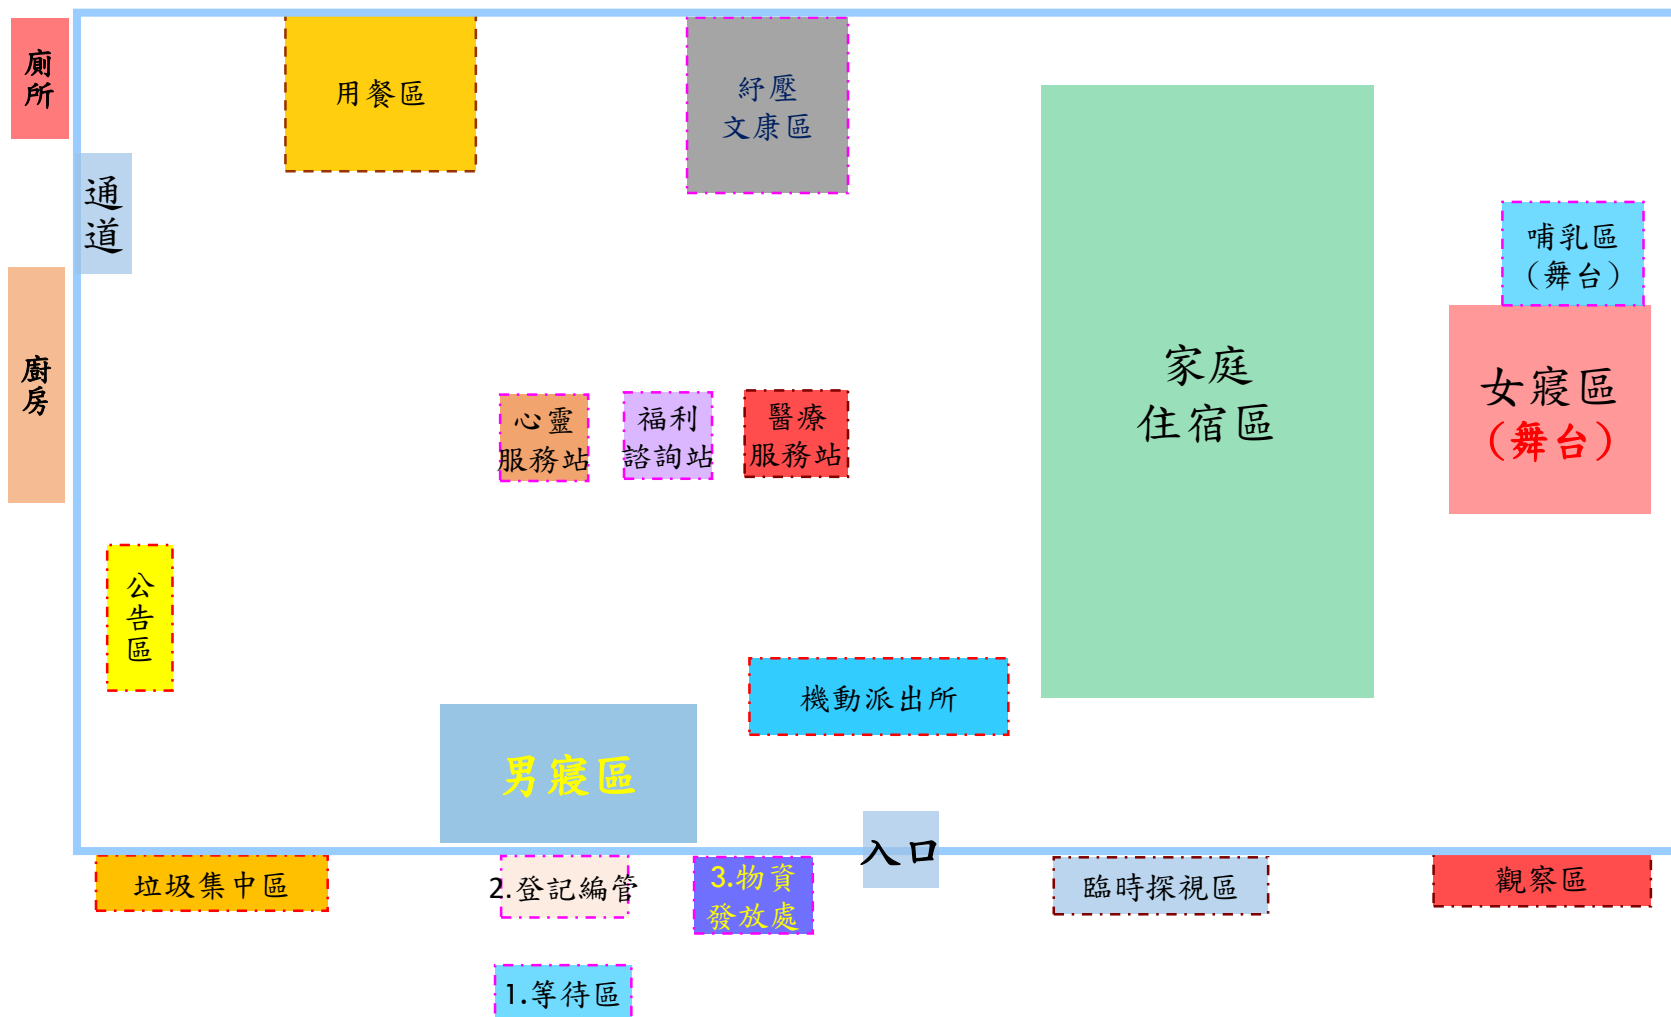 廁
所
用餐區
紓壓
文康區
通
道
哺乳區
（舞台）
廚
房
家庭
住宿區
女寢區
（舞台）
心靈
服務站
福利
諮詢站
醫療
服務站
公
告
區
機動派出所
男寢區
入口
垃圾集中區
2.登記編管
3.物資
發放處
臨時探視區
觀察區
1.等待區